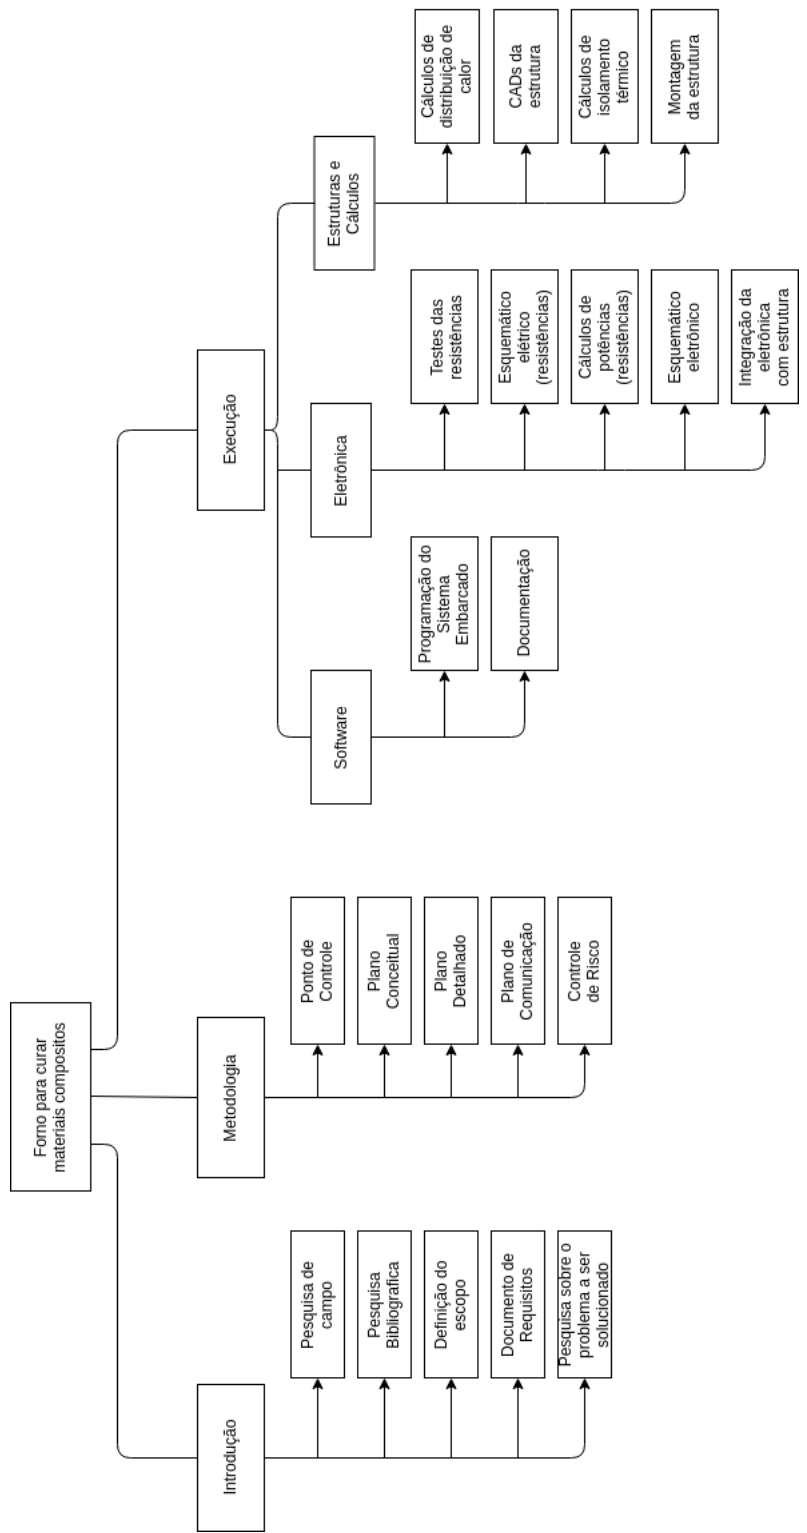 Forno para curar
materiais compositos
Introdução
Pesquisa de
campo
Pesquisa
Bibliografica
Definição do
escopo
Documento de
Requisitos
Pesquisa sobre o
problema a ser
solucionado
Metodologia
Ponto de
Controle
Plano
Conceitual
Plano
Detalhado
Plano de
Comunicação
Controle
de Risco
Execução
Software
Programação do
Sistema
Embarcado
Documentação
Eletrônica
Testes das
resistências
Esquemático
elétrico
(resistências)
Cálculos de
potências
(resistências)
Esquemático
eletrônico
Integração da
eletrônica
com estrutura
Estruturas e
Cálculos
Cálculos de
distribuição de
calor
CADs da
estrutura
Cálculos de
isolamento
térmico
Montagem
da estrutura